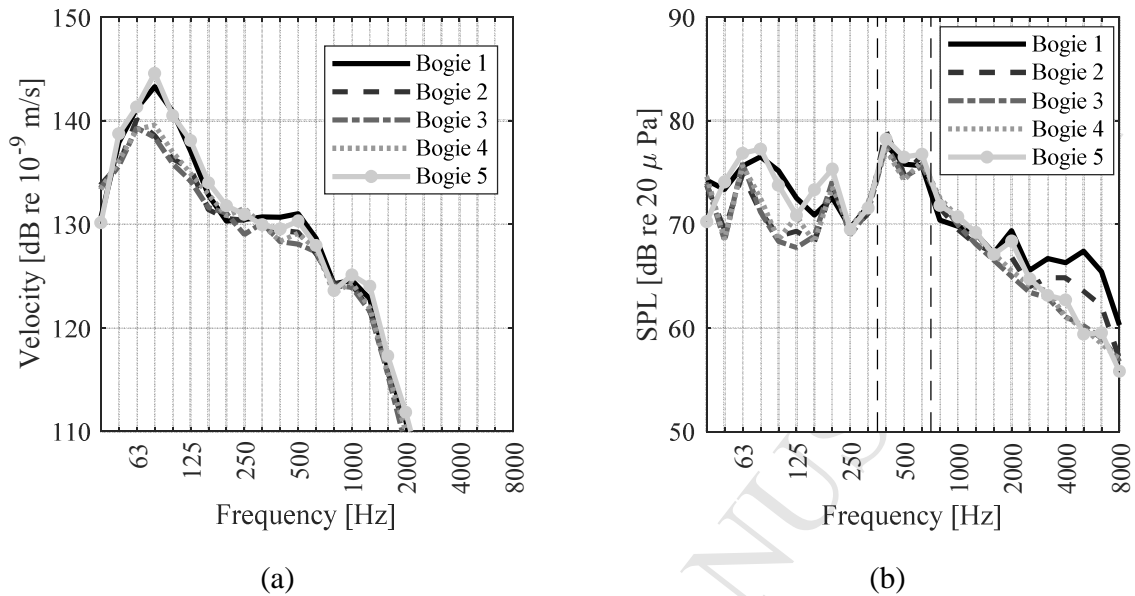 150
140
130
120
110
Velocity [dB re 10⁻⁹ m/s]
63
125
250
500
1000
2000
4000
8000
Frequency [Hz]
Bogie 1
Bogie 2
Bogie 3
Bogie 4
Bogie 5
(a)
90
80
70
60
50
SPL [dB re 20 μ Pa]
63
125
250
500
1000
2000
4000
8000
Frequency [Hz]
Bogie 1
Bogie 2
Bogie 3
Bogie 4
Bogie 5
(b)